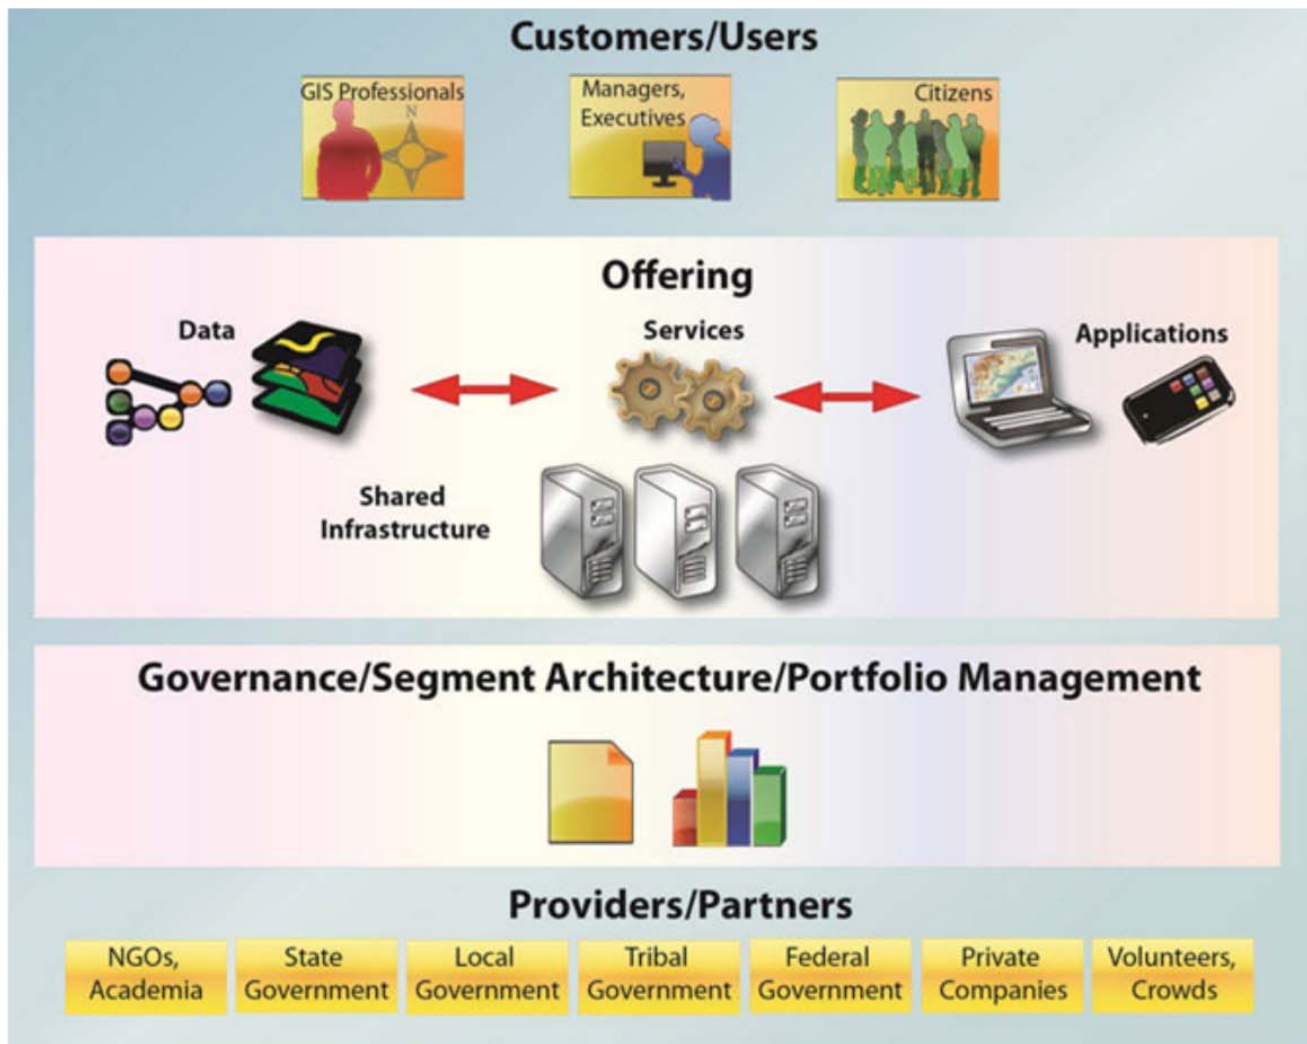 Customers/Users
GIS Professionals
N
Managers,
Executives
Citizens
Offering
Data
Services
Applications
Shared
Infrastructure
Governance/Segment Architecture/Portfolio Management
Providers/Partners
NGOs,
Academia
State
Government
Local
Government
Tribal
Government
Federal
Government
Private
Companies
Volunteers,
Crowds